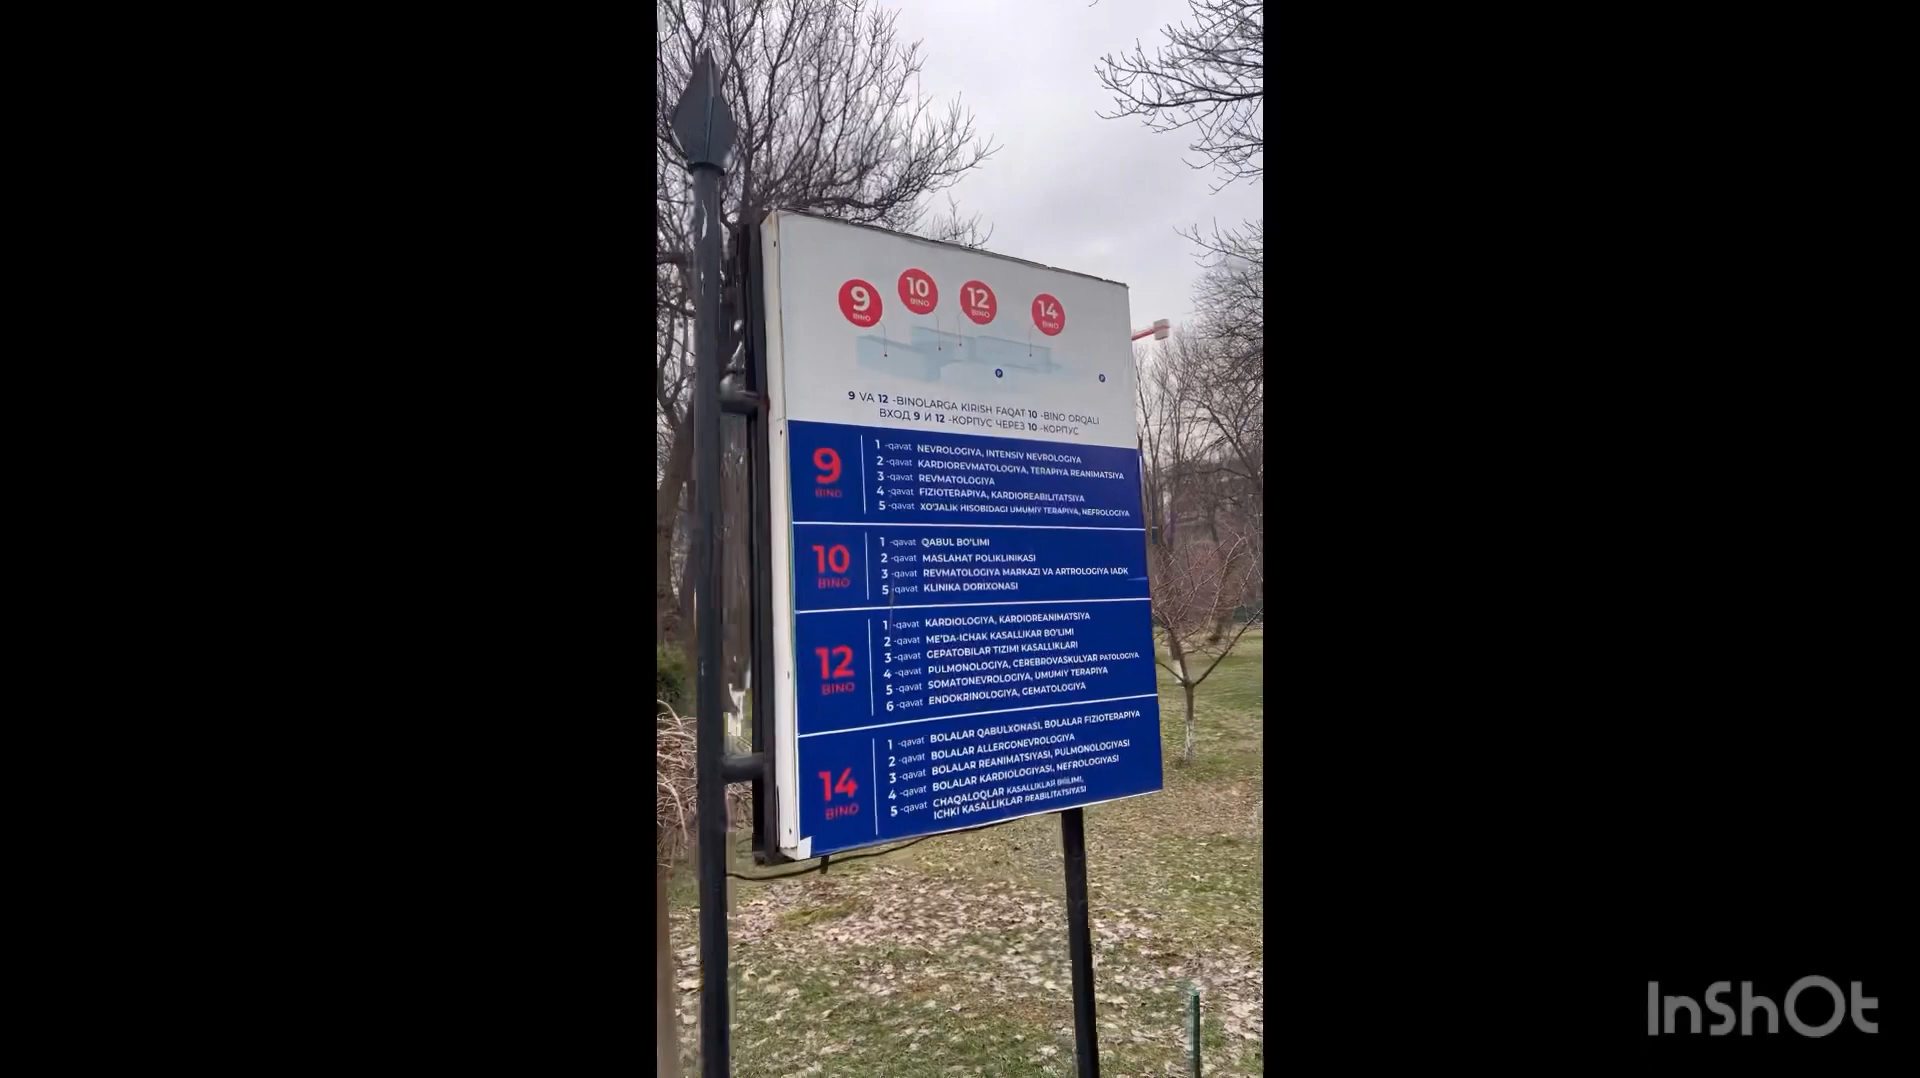 9 BINO
10 BINO
12 BINO
14 BINO
P
P
9 VA 12 -BINOLARGA KIRISH FAQAT 10 -BINO ORQALI
ВХОД 9 И 12 -КОРПУС ЧЕРЕЗ 10 -КОРПУС
9 BINO
1 -qavat NEVROLOGIYA, INTENSIV NEVROLOGIYA
2 -qavat KARDIOREVMATOLOGIYA, TERAPIYA REANIMATSIYA
3 -qavat REVMATOLOGIYA
4 -qavat FIZIOTERAPIYA, KARDIOREABILITATSIYA
5 -qavat XO'JALIK HISOBIDAGI UMUMIY TERAPIYA, NEFROLOGIYA
10 BINO
1 -qavat QABUL BO'LIMI
2 -qavat MASLAHAT POLIKLINIKASI
3 -qavat REVMATOLOGIYA MARKAZI VA ARTROLOGIYA IADK
5 -qavat KLINIKA DORIXONASI
12 BINO
1 -qavat KARDIOLOGIYA, KARDIOREANIMATSIYA
2 -qavat ME'DA-ICHAK KASALLIKAR BO'LIMI
3 -qavat GEPATOBILAR TIZIMI KASALLIKLARI
4 -qavat PULMONOLOGIYA, CEREBROVASKULYAR PATOLOGIYA
5 -qavat SOMATONEVROLOGIYA, UMUMIY TERAPIYA
6 -qavat ENDOKRINOLOGIYA, GEMATOLOGIYA
14 BINO
1 -qavat BOLALAR QABULXONASI, BOLALAR FIZIOTERAPIYA
2 -qavat BOLALAR ALLERGONEVROLOGIYA
3 -qavat BOLALAR REANIMATSIYASI, PULMONOLOGIYASI
4 -qavat BOLALAR KARDIOLOGIYASI, NEFROLOGIYASI
5 -qavat CHAQALOQLAR KASALLIKLAR BO'LIMI,
ICHKI KASALLIKLAR REABILITATSIYASI
InShOt